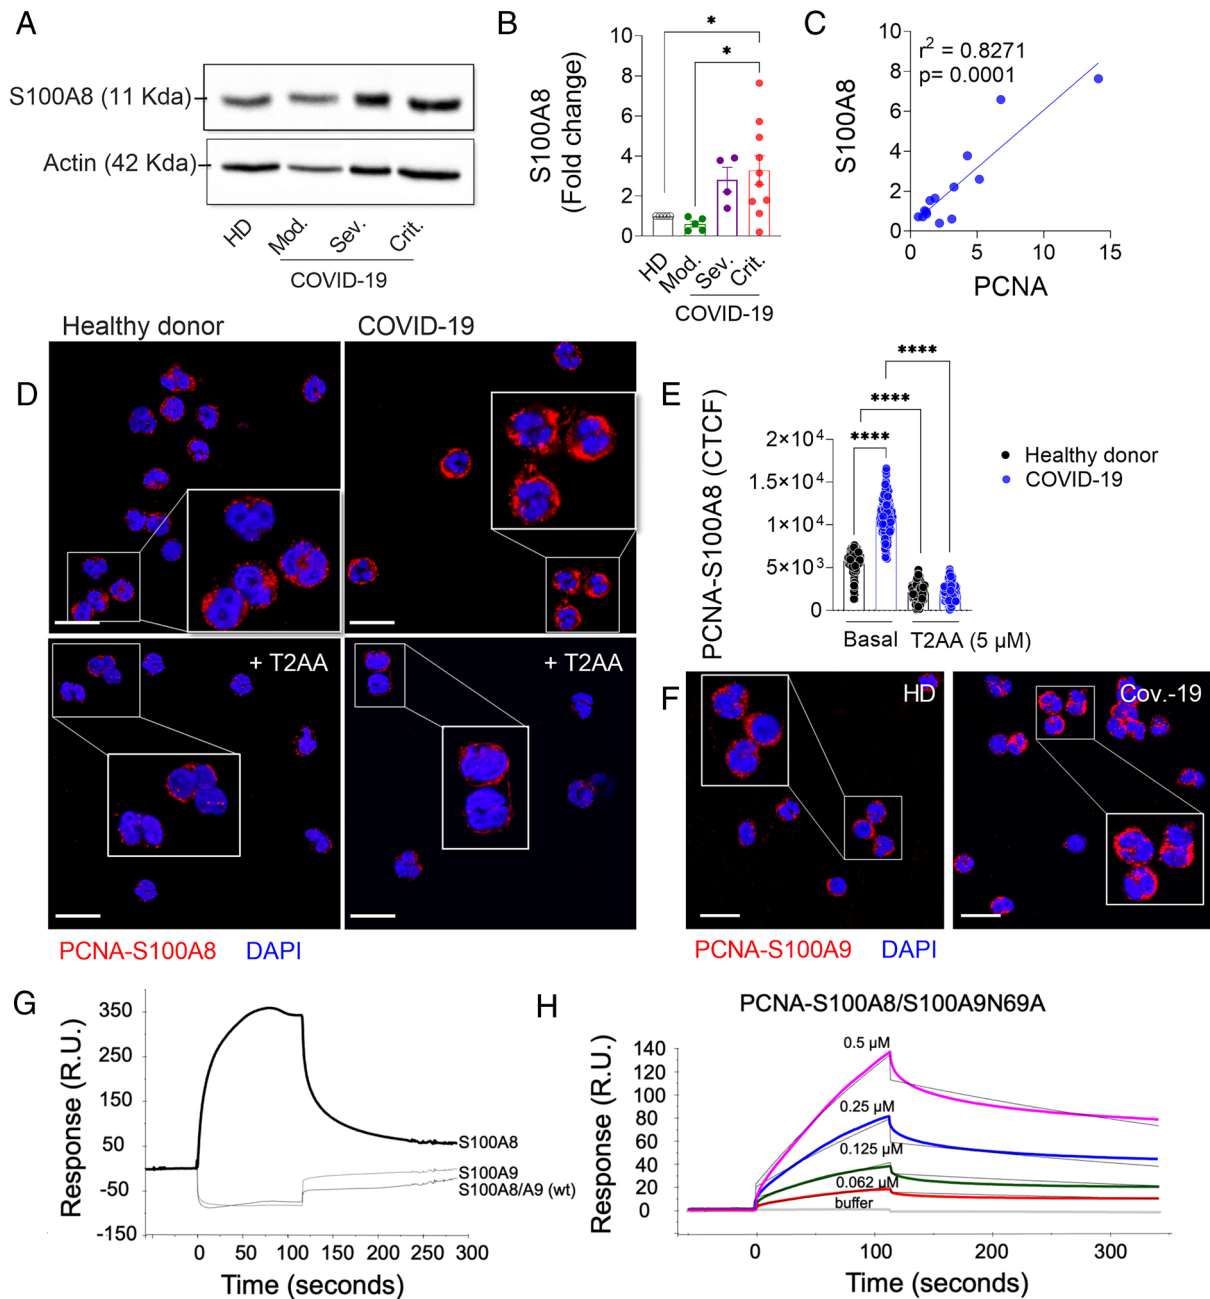 A
S100A8 (11 Kda)
Actin (42 Kda)
HD
Mod.
Sev.
Crit.
COVID-19
B
S100A8
(Fold change)
10
8
6
4
2
0
*
*
HD
Mod.
Sev.
Crit.
COVID-19
C
S100A8
10
8
6
4
2
0
r² = 0.8271
p= 0.0001
0 5 10 15
PCNA
D
Healthy donor
COVID-19
+ T2AA
+ T2AA
PCNA-S100A8 DAPI
E
PCNA-S100A8 (CTCF)
2×10⁴
1.5×10⁴
1×10⁴
5×10³
0
****
****
****
Basal
T2AA (5 µM)
Healthy donor
COVID-19
F
HD
Cov.-19
PCNA-S100A9 DAPI
G
Response (R.U.)
350
250
150
50
-50
-150
S100A8
S100A9
S100A8/A9 (wt)
0 50 100 150 200 250 300
Time (seconds)
H
PCNA-S100A8/S100A9N69A
Response (R.U.)
140
120
100
80
60
40
20
0
0.5 µM
0.25 µM
0.125 µM
0.062 µM
buffer
0 100 200 300
Time (seconds)